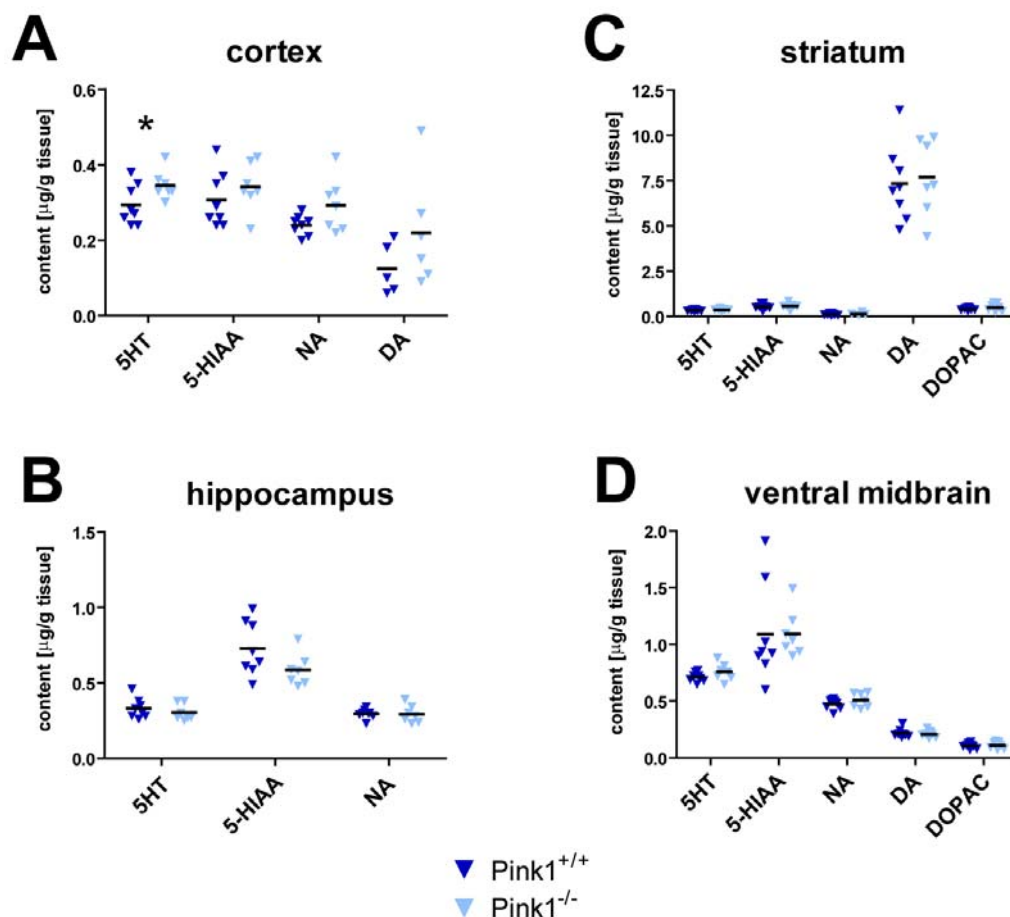 A
cortex
content [µg/g tissue]
0.6
0.4
0.2
0.0
*
5HT
5-HIAA
NA
DA
C
striatum
content [µg/g tissue]
12.5
10.0
7.5
5.0
2.5
0.0
5HT
5-HIAA
NA
DA
DOPAC
B
hippocampus
content [µg/g tissue]
1.5
1.0
0.5
0.0
5HT
5-HIAA
NA
D
ventral midbrain
content [µg/g tissue]
2.0
1.5
1.0
0.5
0.0
5HT
5-HIAA
NA
DA
DOPAC
Pink1+/+
Pink1-/-